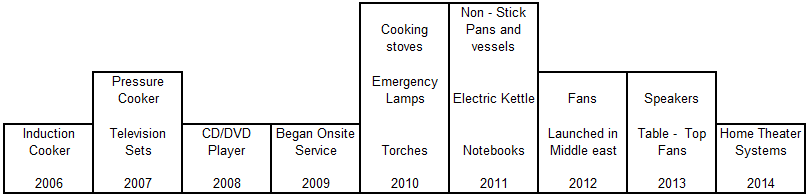 Induction
Cooker
2006
Pressure
Cooker
Television
Sets
2007
CD/DVD
Player
2008
Began Onsite
Service
2009
Cooking
stoves
Emergency
Lamps
Torches
2010
Non - Stick
Pans and
vessels
Electric Kettle
Notebooks
2011
Fans
Launched in
Middle east
2012
Speakers
Table - Top
Fans
2013
Home Theater
Systems
2014